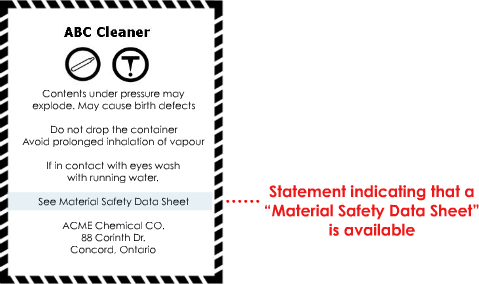 ABC Cleaner
Contents under pressure may
explode. May cause birth defects
Do not drop the container
Avoid prolonged inhalation of vapour
If in contact with eyes wash
with running water.
See Material Safety Data Sheet
ACME Chemical CO.
88 Corinth Dr.
Concord, Ontario
Statement indicating that a
“Material Safety Data Sheet”
is available